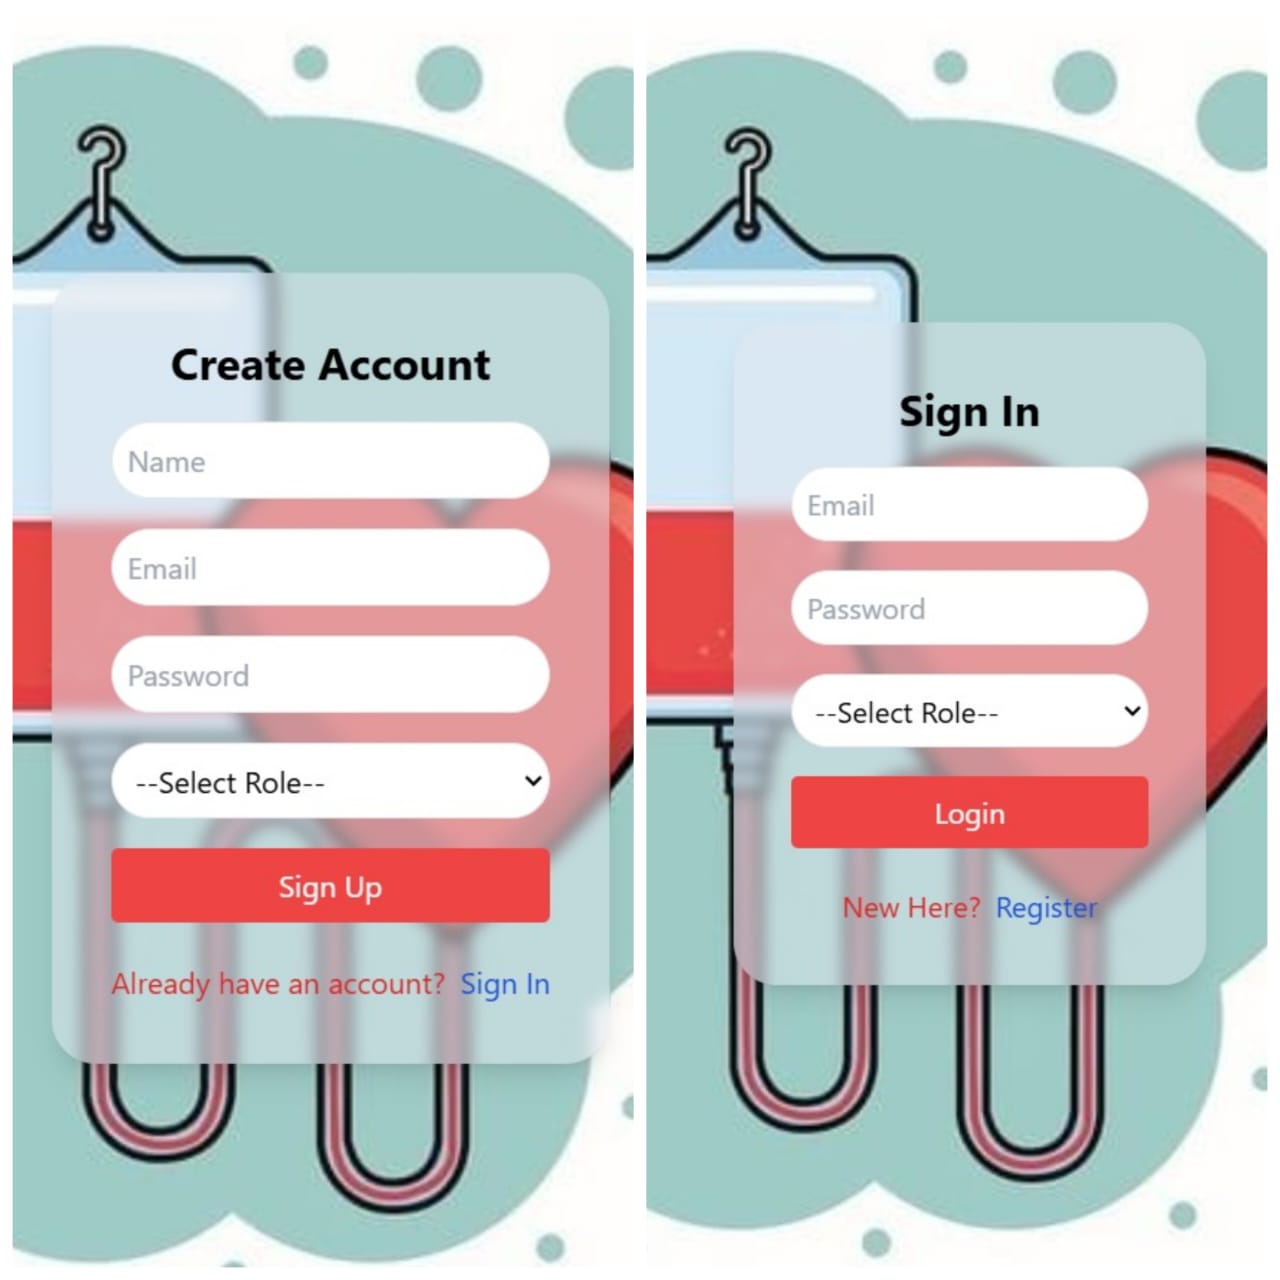 Create Account
Name
Email
Password
--Select Role--
Sign Up
Already have an account? Sign In
Sign In
Email
Password
--Select Role--
Login
New Here? Register